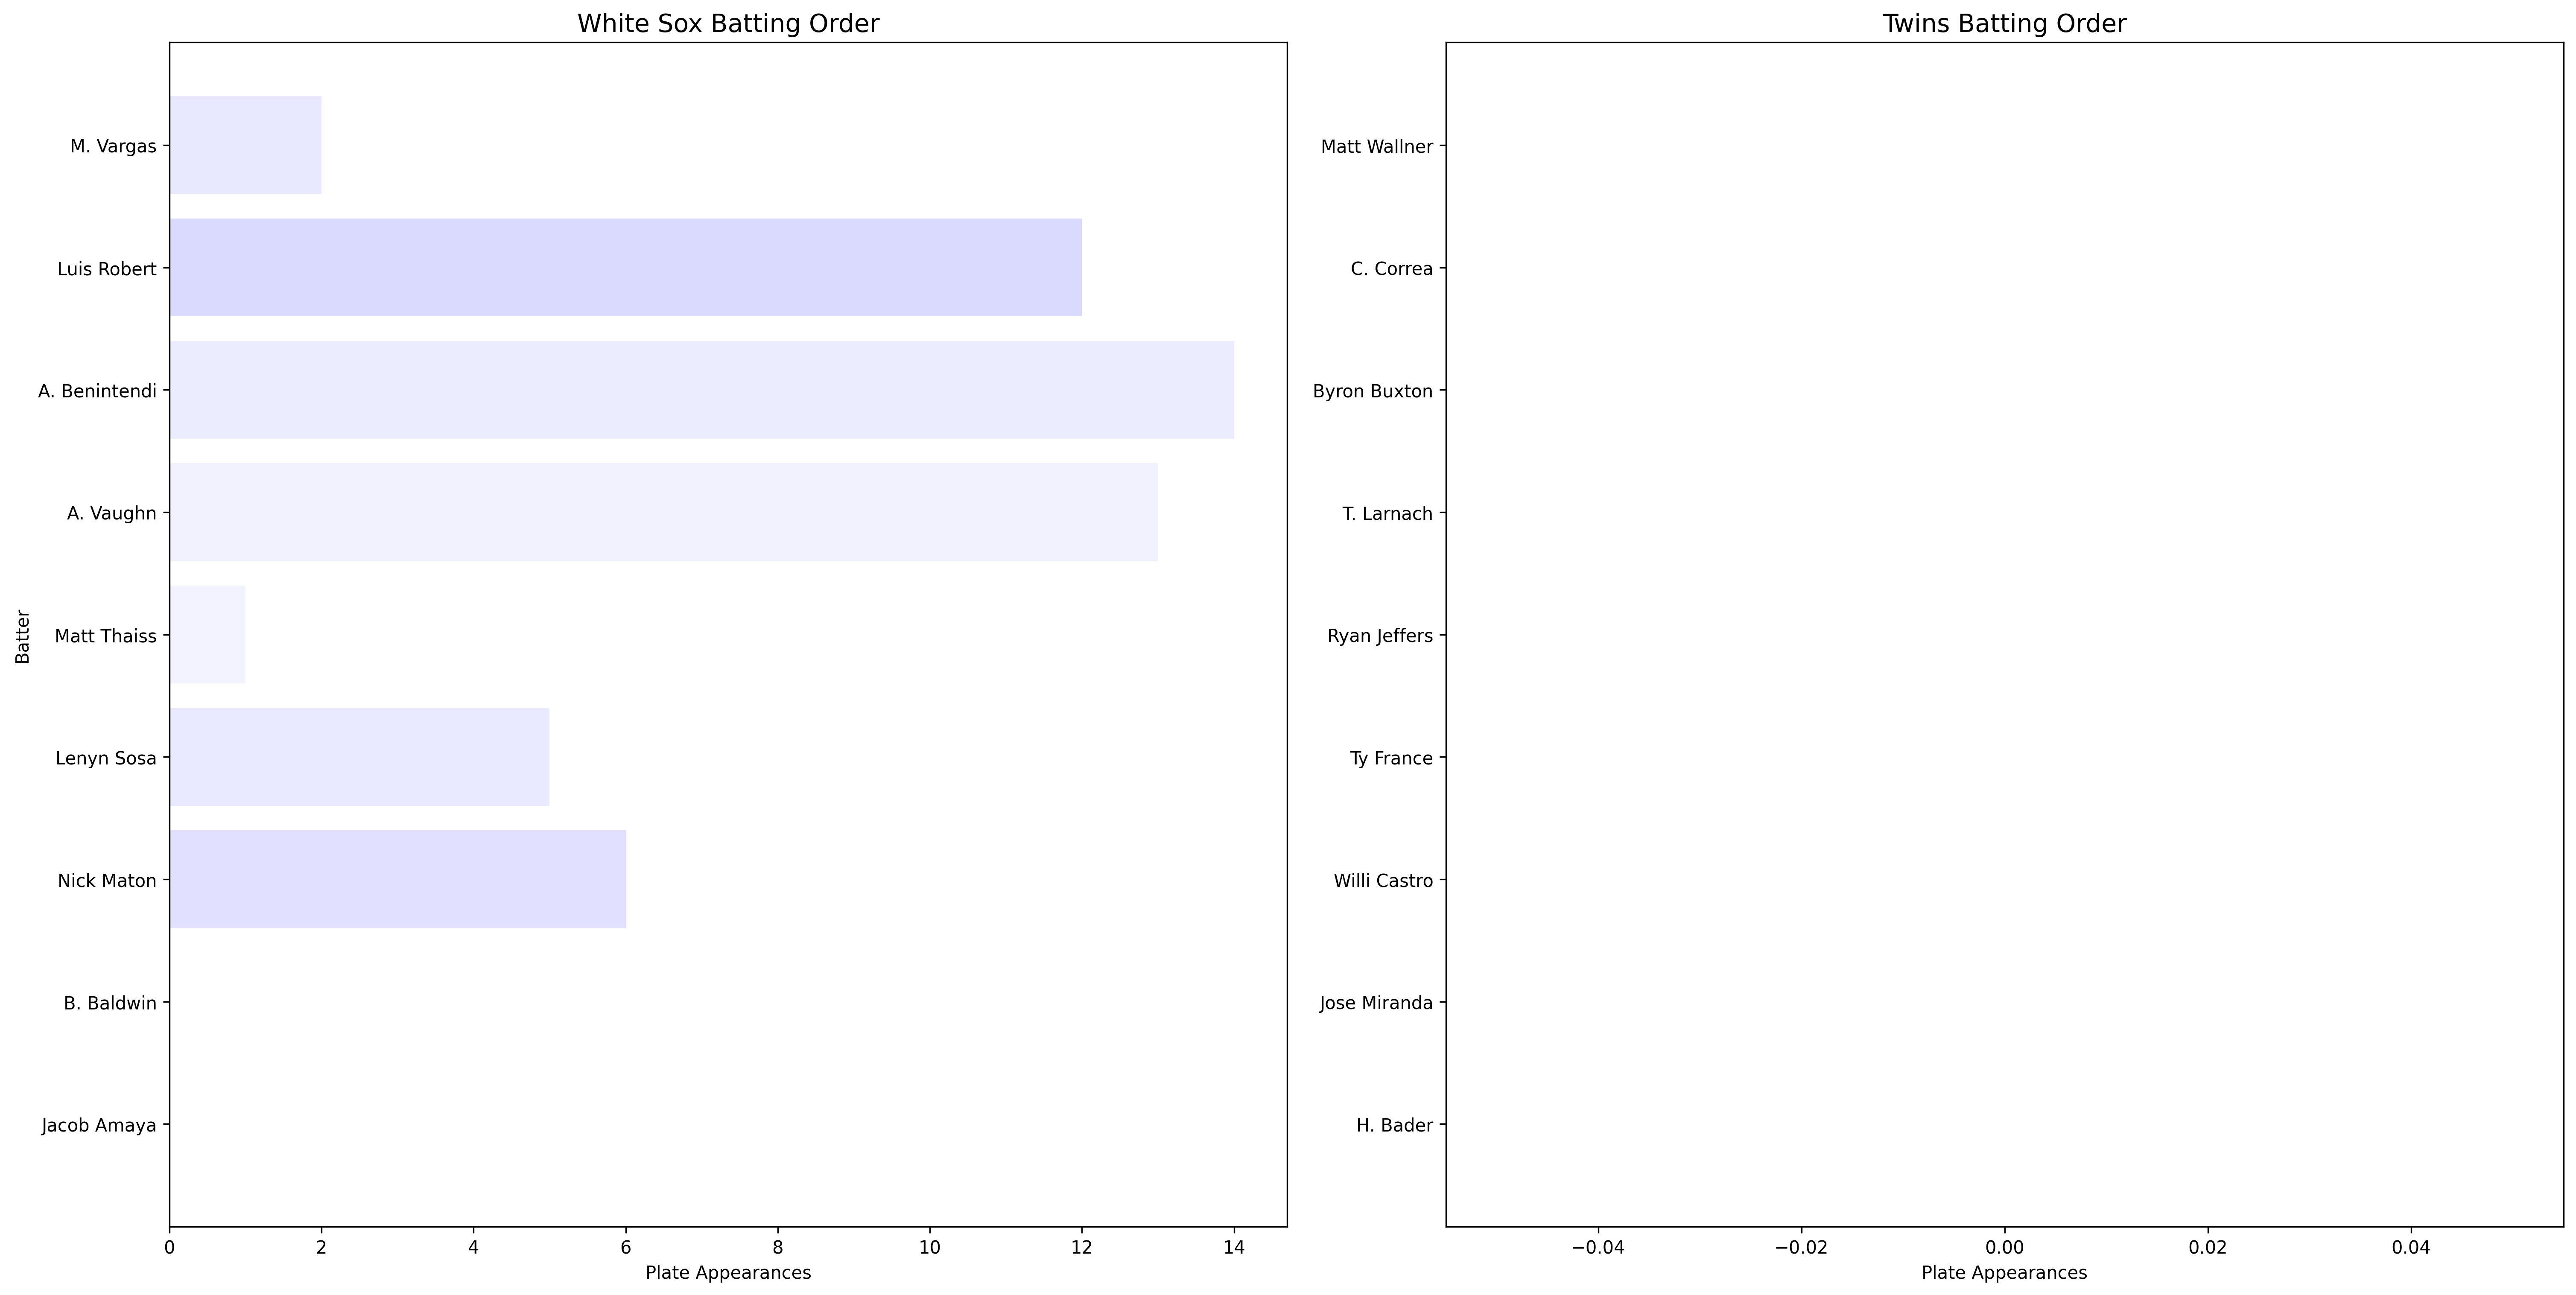 White Sox Batting Order
M. Vargas
Luis Robert
A. Benintendi
A. Vaughn
Matt Thaiss
Lenyn Sosa
Nick Maton
B. Baldwin
Jacob Amaya
Batter
0 2 4 6 8 10 12 14
Plate Appearances
Twins Batting Order
Matt Wallner
C. Correa
Byron Buxton
T. Larnach
Ryan Jeffers
Ty France
Willi Castro
Jose Miranda
H. Bader
−0.04 −0.02 0.00 0.02 0.04
Plate Appearances